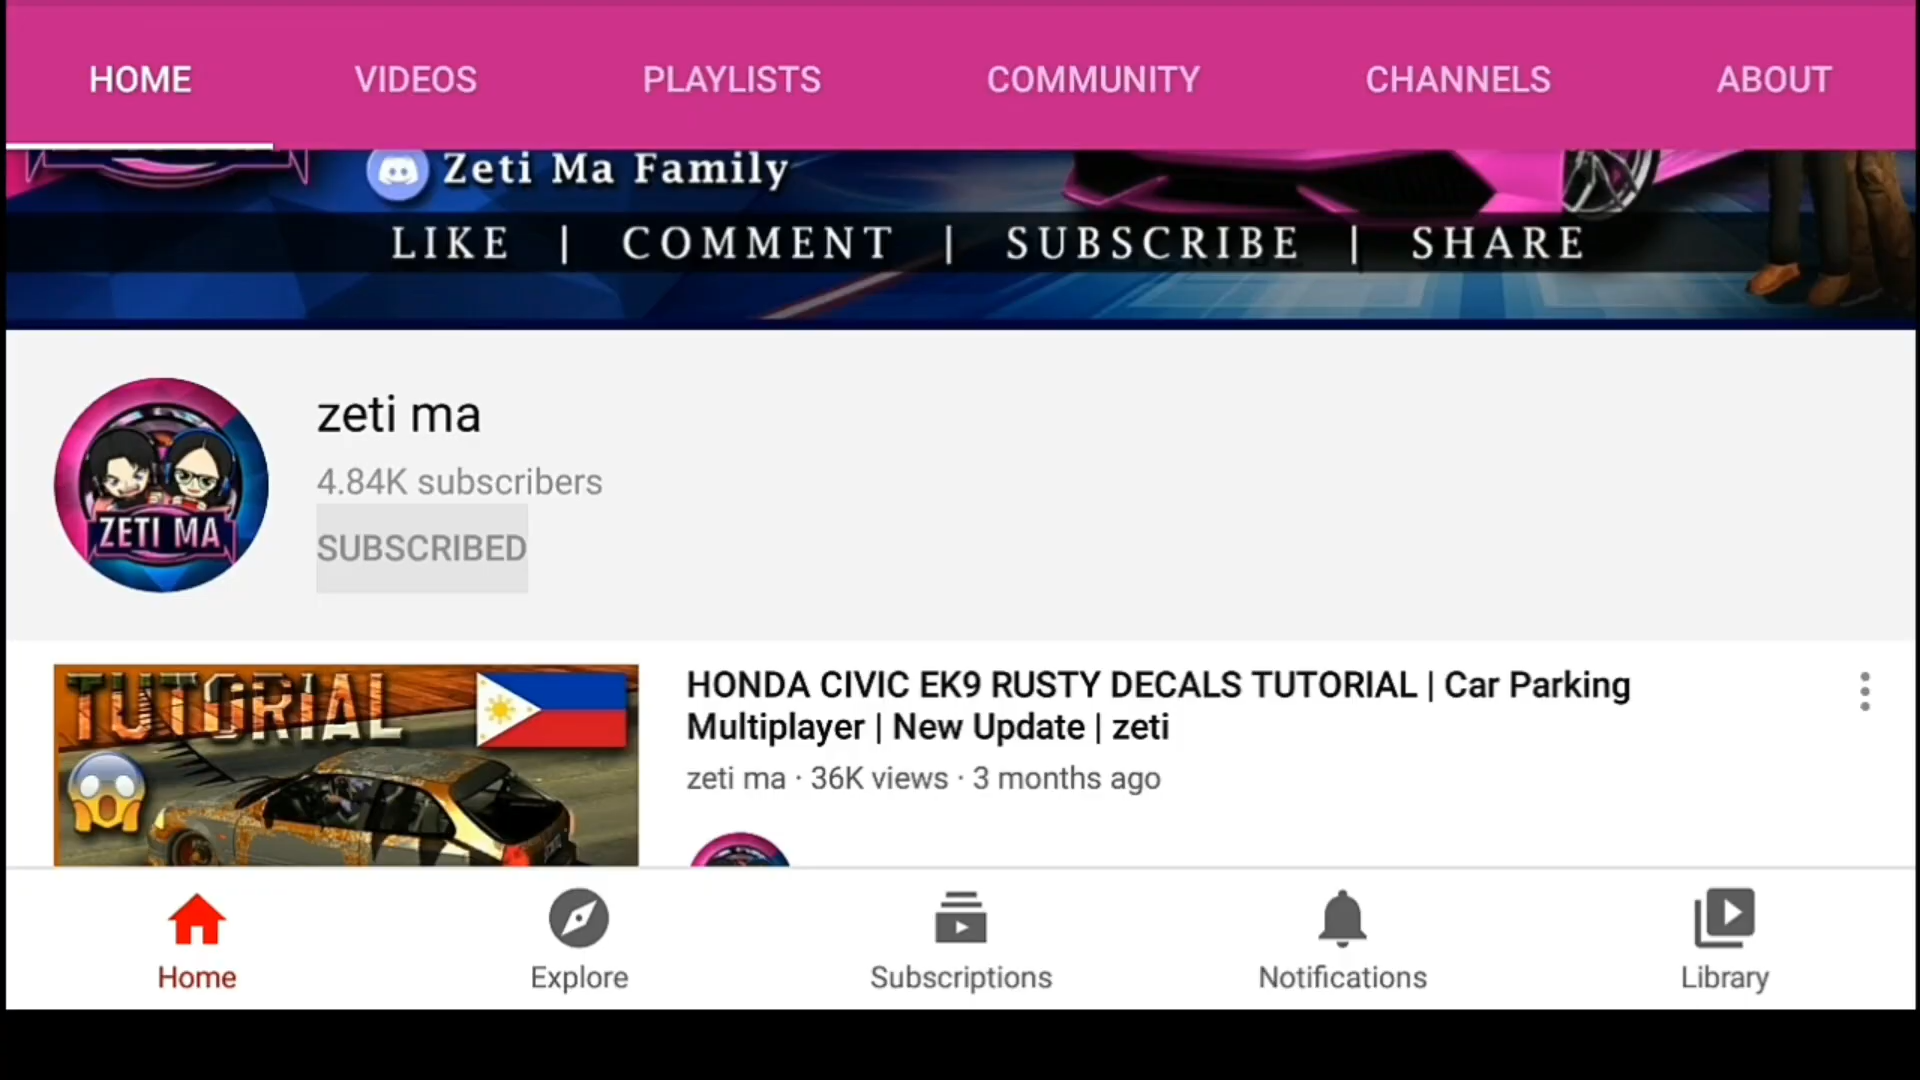 HOME VIDEOS PLAYLISTS COMMUNITY CHANNELS ABOUT
Zeti Ma Family
LIKE | COMMENT | SUBSCRIBE | SHARE
zeti ma
4.84K subscribers
ZETI MA
SUBSCRIBED
TUTORIAL
HONDA CIVIC EK9 RUSTY DECALS TUTORIAL | Car Parking
Multiplayer | New Update | zeti
zeti ma · 36K views · 3 months ago
Home Explore Subscriptions Notifications Library